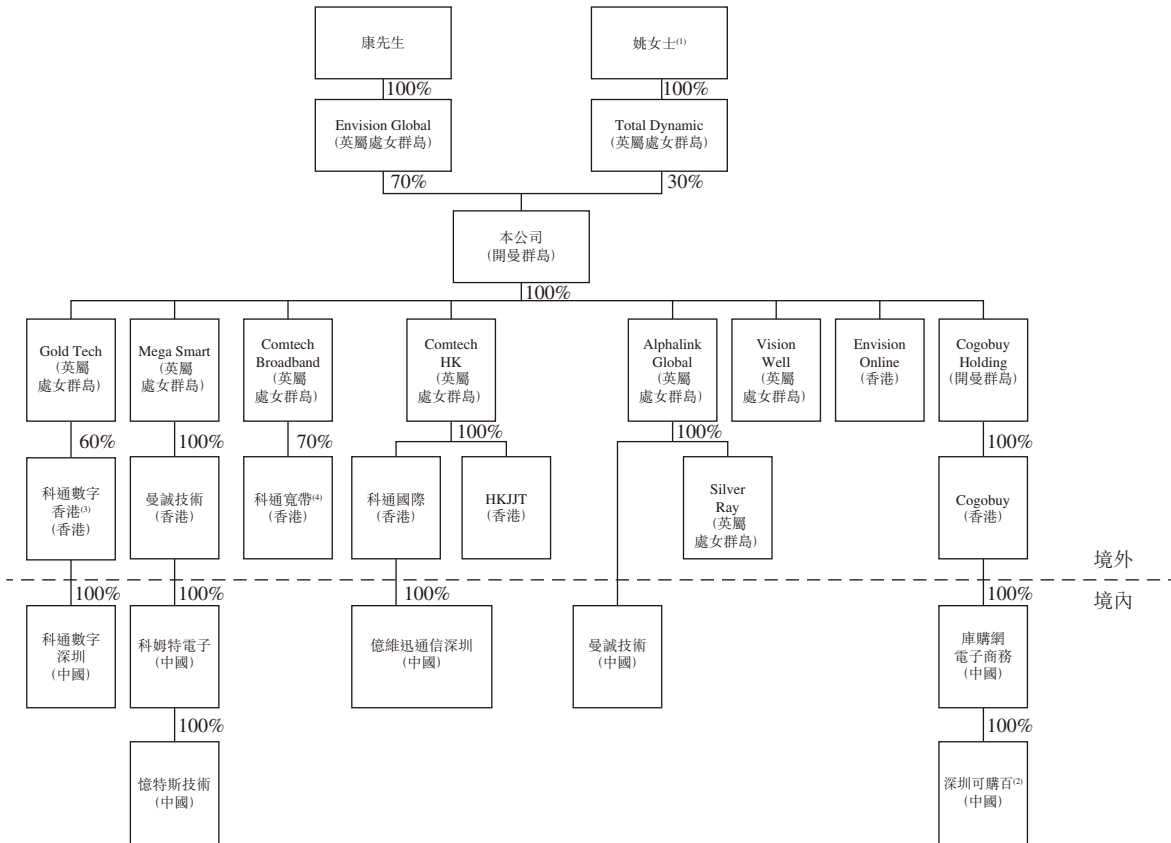 康先生
姚女士(1)
100%
100%
Envision Global
(英屬處女群島)
Total Dynamic
(英屬處女群島)
70%
30%
本公司
(開曼群島)
100%
Gold Tech
(英屬
處女群島)
Mega Smart
(英屬
處女群島)
Comtech
Broadband
(英屬
處女群島)
Comtech
HK
(英屬
處女群島)
Alphalink
Global
(英屬
處女群島)
Vision
Well
(英屬
處女群島)
Envision
Online
(香港)
Cogobuy
Holding
(開曼群島)
60%
100%
70%
100%
100%
100%
科通數字
香港(3)
(香港)
曼誠技術
(香港)
科通寬帶(4)
(香港)
科通國際
(香港)
HKJJT
(香港)
Silver
Ray
(英屬
處女群島)
Cogobuy
(香港)
境外
境內
100%
100%
100%
100%
科通數字
深圳
(中國)
科姆特電子
(中國)
億維迅通信深圳
(中國)
曼誠技術
(中國)
庫購網
電子商務
(中國)
100%
100%
憶特斯技術
(中國)
深圳可購百(2)
(中國)